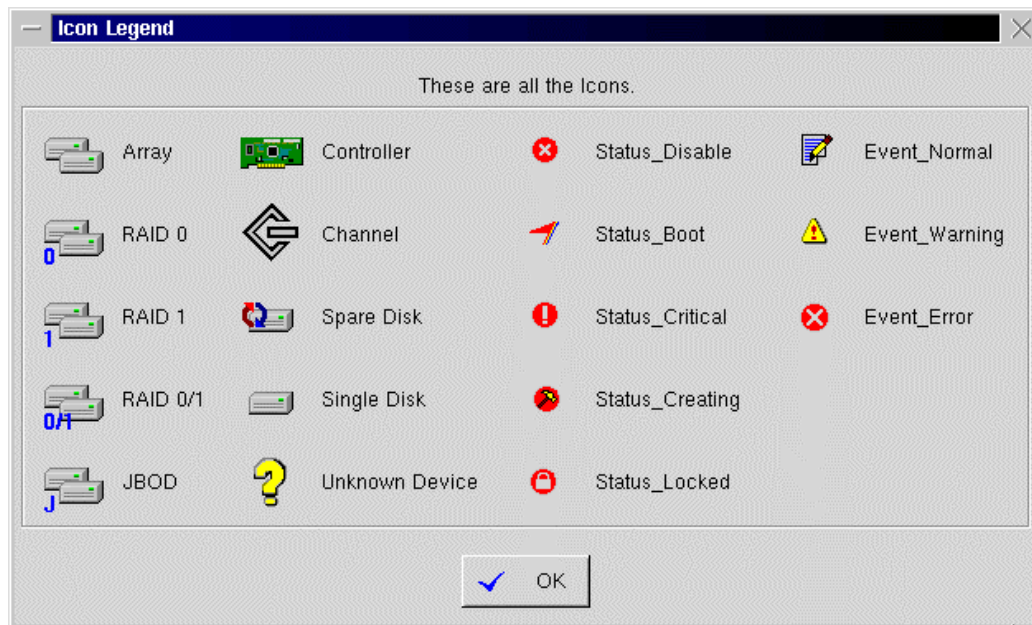 Icon Legend
These are all the Icons.
Array Controller Status_Disable Event_Normal
0 RAID 0 Channel Status_Boot Event_Warning
1 RAID 1 Spare Disk Status_Critical Event_Error
0/1 RAID 0/1 Single Disk Status_Creating
J JBOD Unknown Device Status_Locked
OK